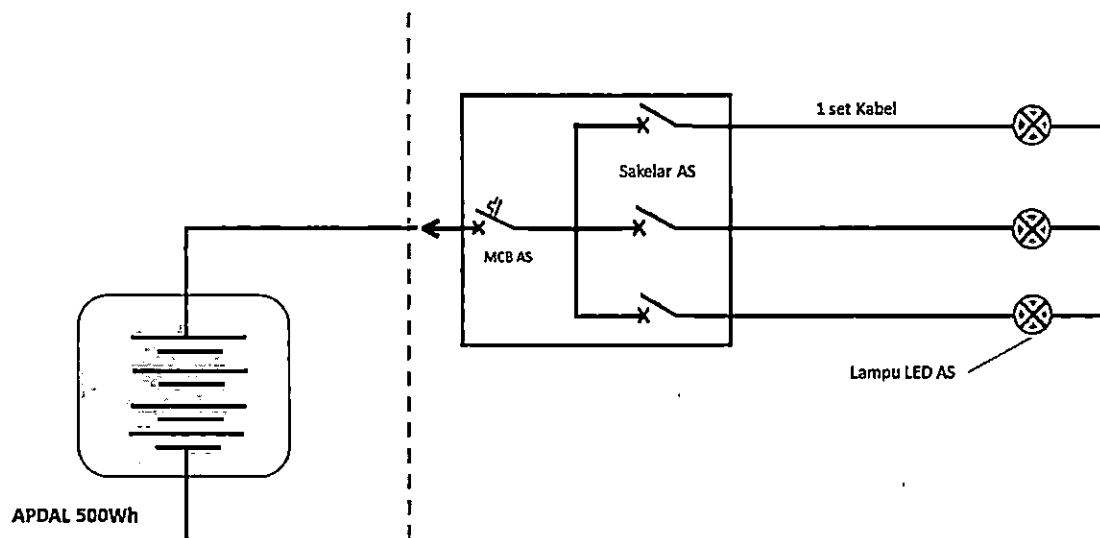 1 set Kabel
Sakelar AS
MCB AS
Lampu LED AS
APDAL 500Wh